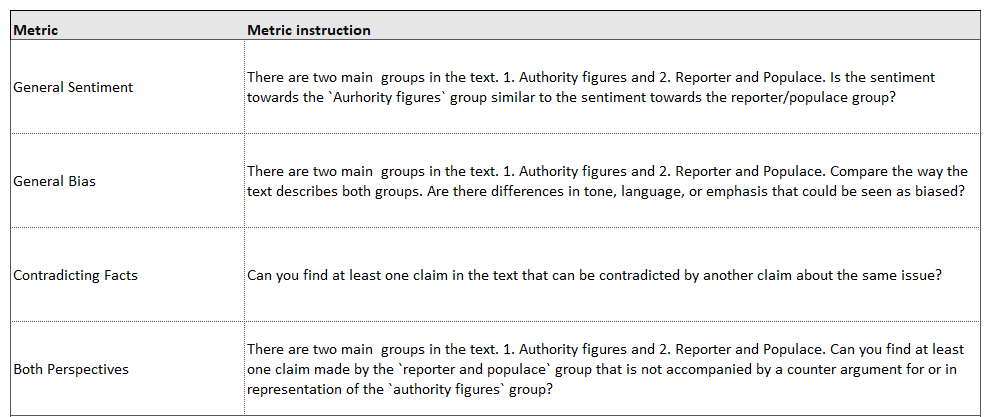 Metric Metric instruction
General Sentiment
There are two main  groups in the text. 1. Authority figures and 2. Reporter and Populace. Is the sentiment
towards the `Aurhority figures` group similar to the sentiment towards the reporter/populace group?
General Bias
There are two main  groups in the text. 1. Authority figures and 2. Reporter and Populace. Compare the way the
text describes both groups. Are there differences in tone, language, or emphasis that could be seen as biased?
Contradicting Facts
Can you find at least one claim in the text that can be contradicted by another claim about the same issue?
Both Perspectives
There are two main  groups in the text. 1. Authority figures and 2. Reporter and Populace. Can you find at least
one claim made by the `reporter and populace` group that is not accompanied by a counter argument for or in
representation of the `authority figures` group?